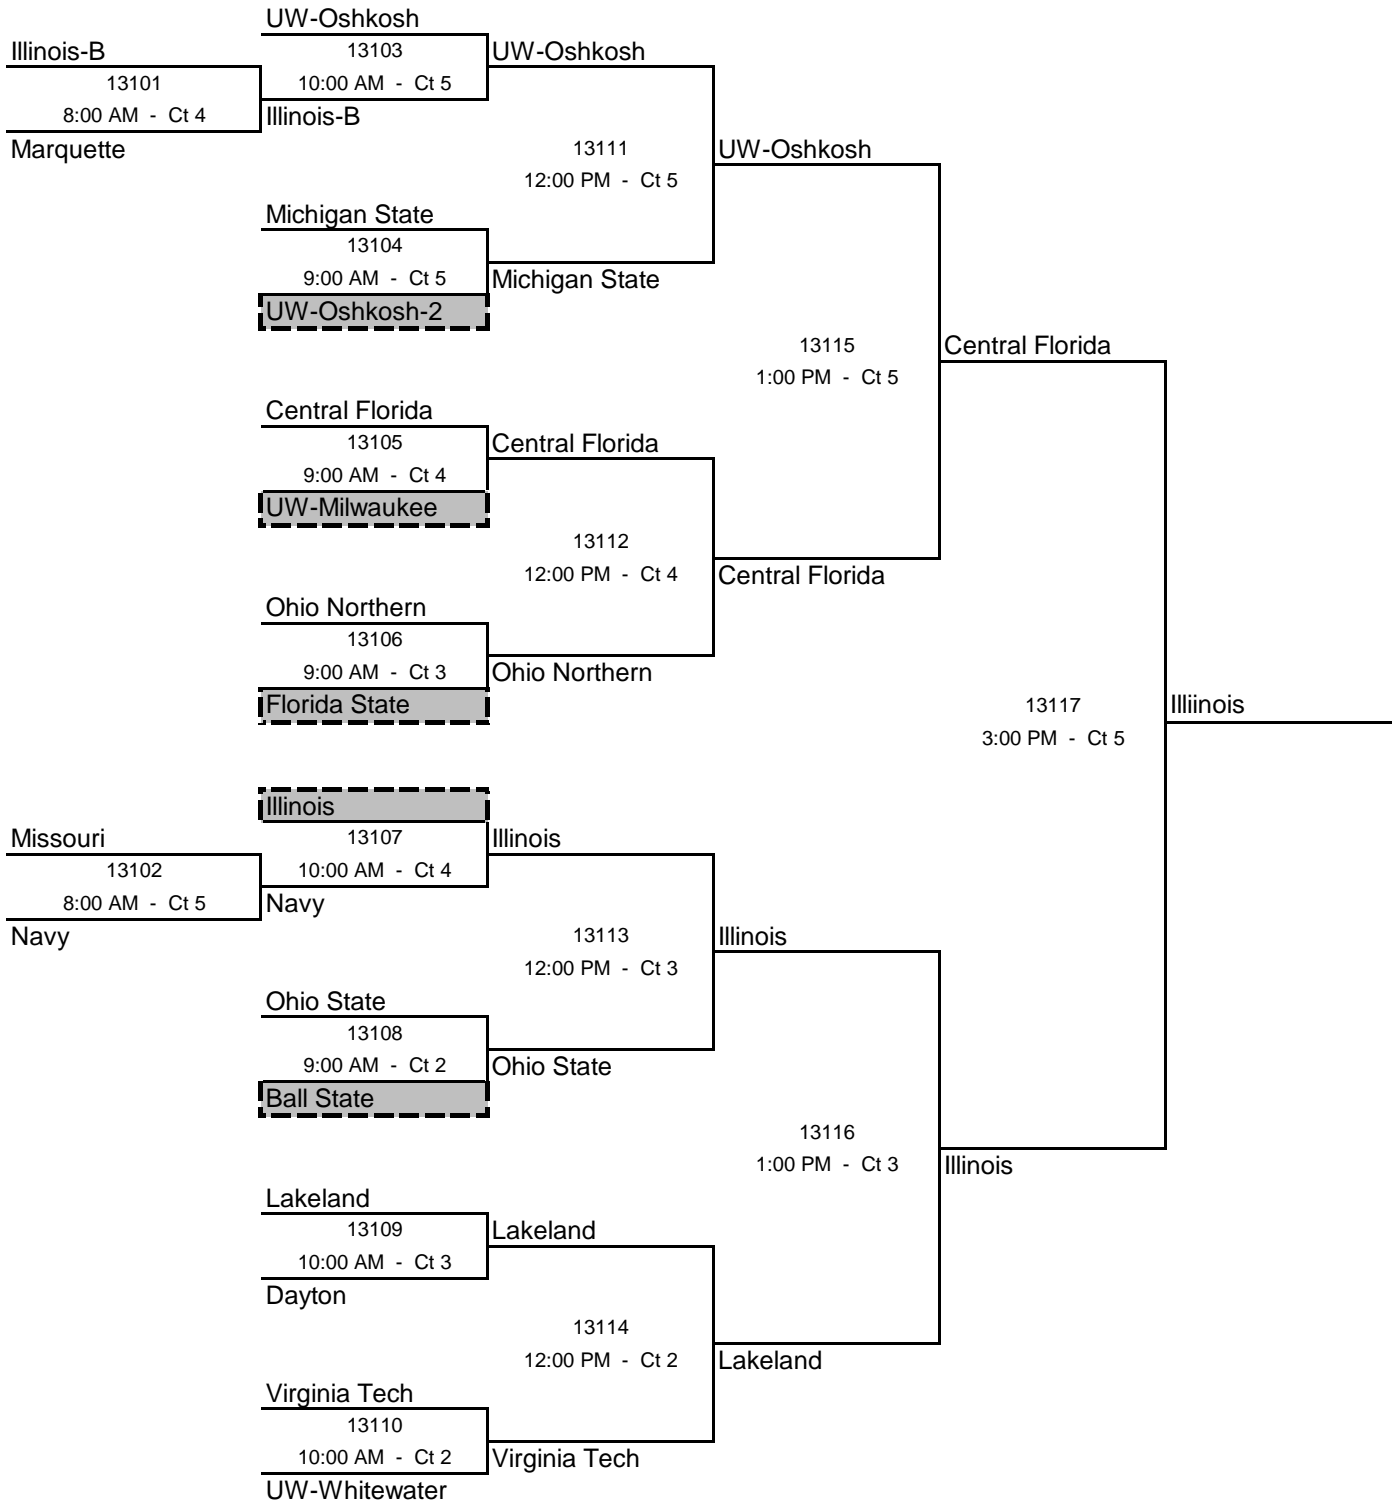 UW-Oshkosh
Illinois-B
13103
UW-Oshkosh
13101
10:00 AM - Ct 5
8:00 AM - Ct 4
Illinois-B
Marquette
13111
UW-Oshkosh
12:00 PM - Ct 5
Michigan State
13104
9:00 AM - Ct 5
Michigan State
UW-Oshkosh-2
13115
Central Florida
1:00 PM - Ct 5
Central Florida
13105
Central Florida
9:00 AM - Ct 4
UW-Milwaukee
13112
12:00 PM - Ct 4
Central Florida
Ohio Northern
13106
9:00 AM - Ct 3
Ohio Northern
Florida State
13117
Illiinois
3:00 PM - Ct 5
Illinois
Missouri
13107
Illinois
13102
10:00 AM - Ct 4
8:00 AM - Ct 5
Navy
Navy
13113
Illinois
12:00 PM - Ct 3
Ohio State
13108
9:00 AM - Ct 2
Ohio State
Ball State
13116
1:00 PM - Ct 3
Illinois
Lakeland
13109
Lakeland
10:00 AM - Ct 3
Dayton
13114
12:00 PM - Ct 2
Lakeland
Virginia Tech
13110
10:00 AM - Ct 2
Virginia Tech
UW-Whitewater